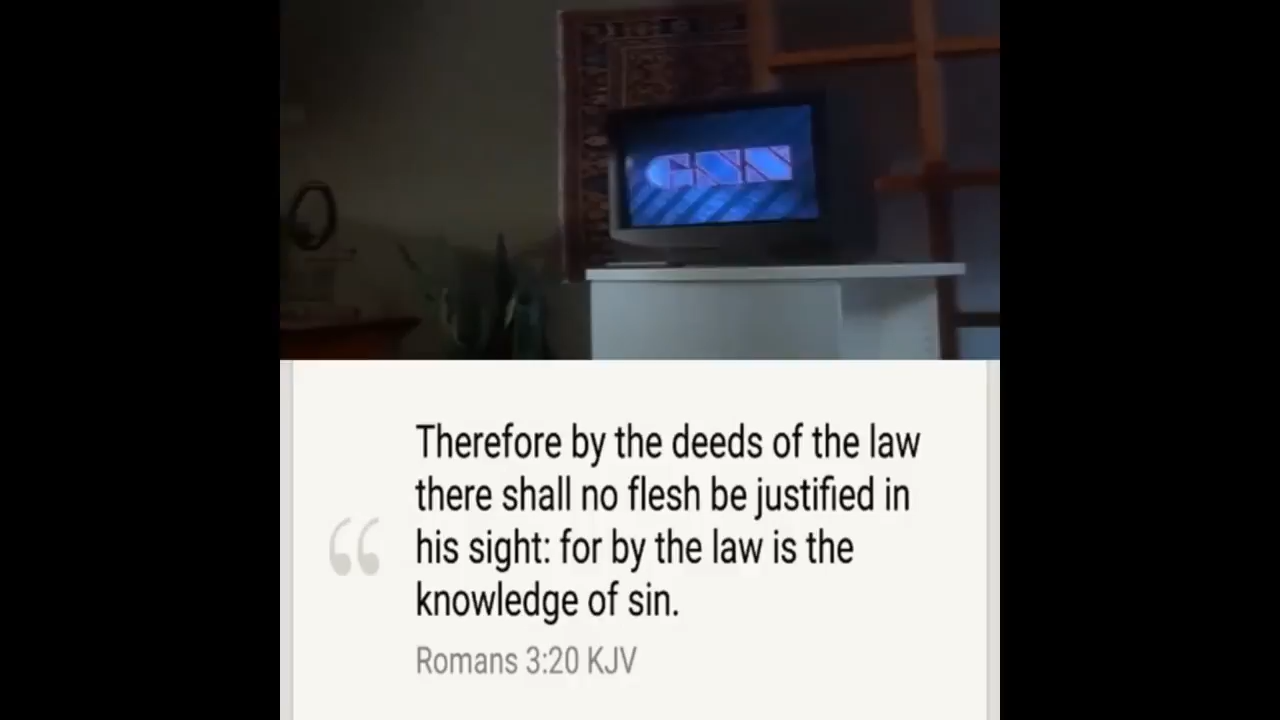 Therefore by the deeds of the law
there shall no flesh be justified in
his sight: for by the law is the
knowledge of sin.
Romans 3:20 KJV